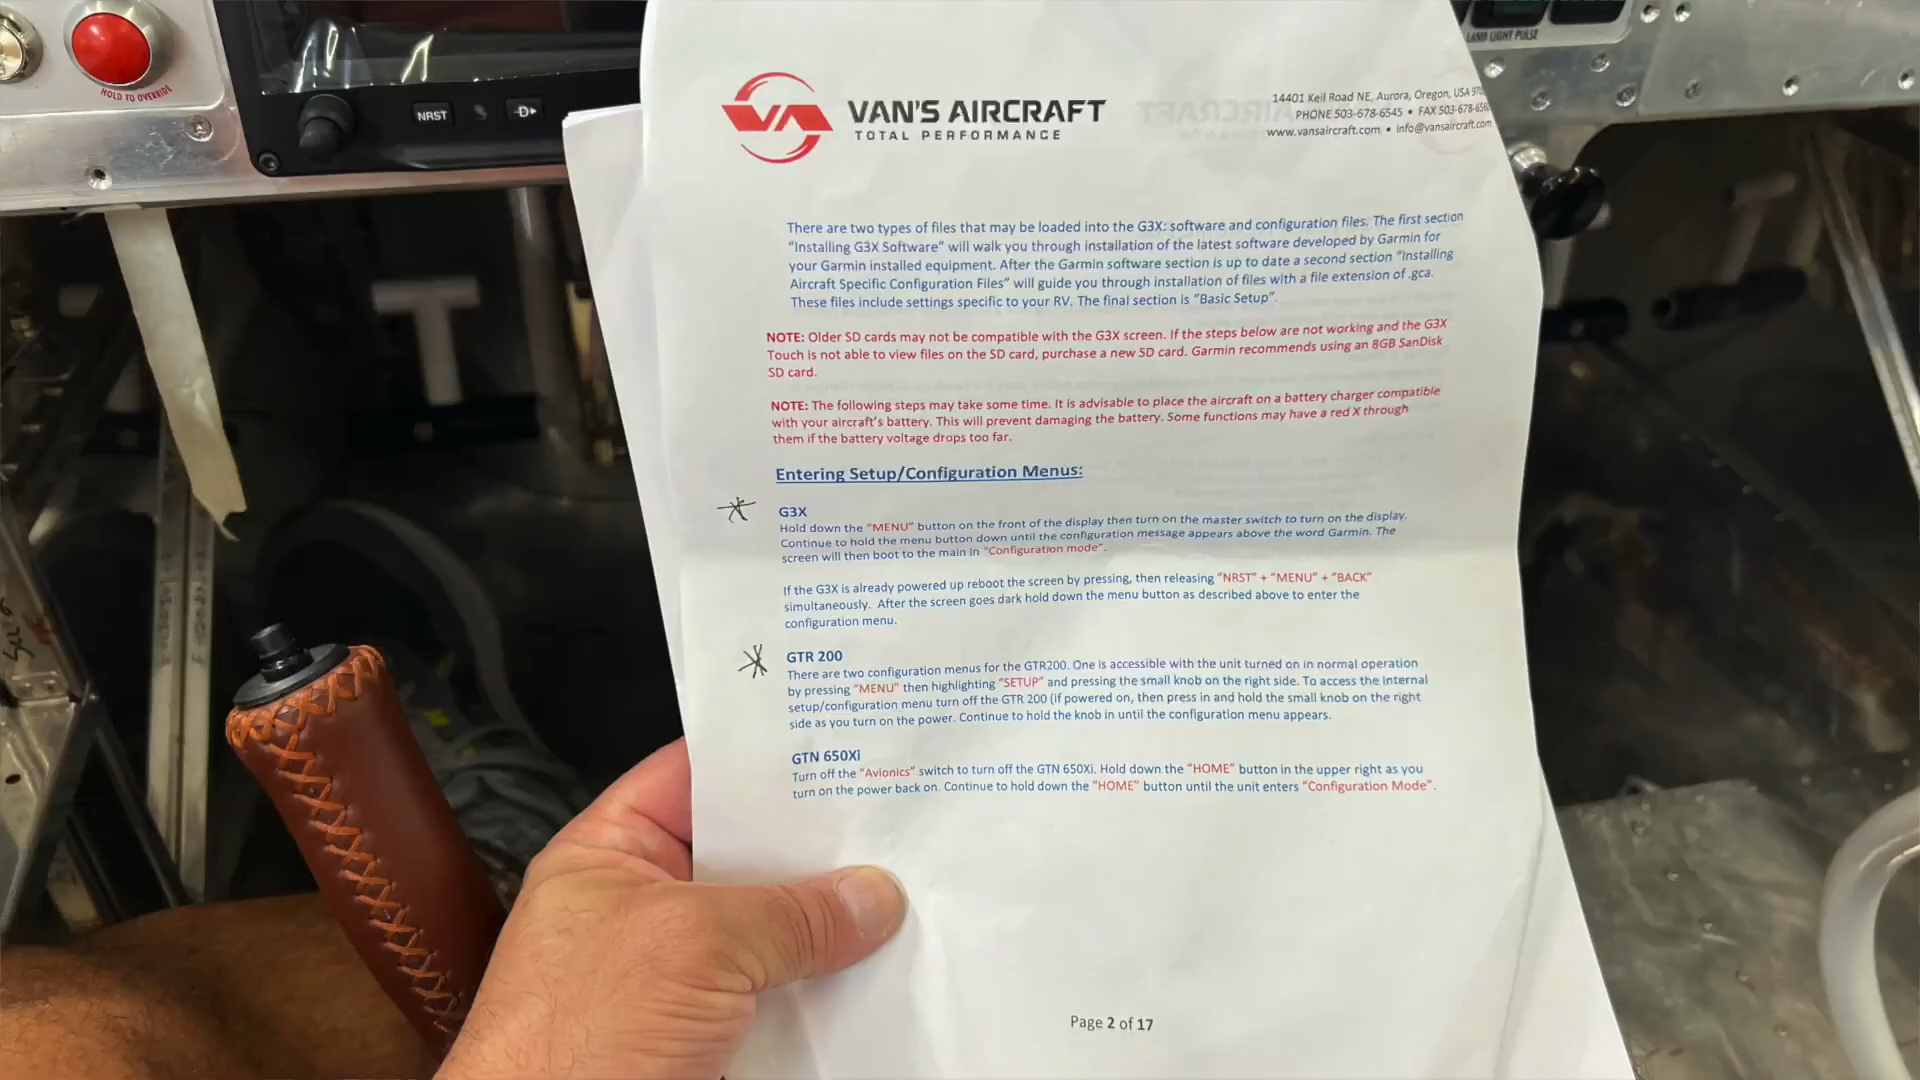 HOLD TO OVERRIDE
NRST
D
LAND LIGHT PULSE
VAN'S AIRCRAFT
TOTAL PERFORMANCE
14401 Keil Road NE, Aurora, Oregon, USA
PHONE 503-678-6545 • FAX 503-678-
www.vansaircraft.com • info@vansaircraft.com
There are two types of files that may be loaded into the G3X: software and configuration files. The first section
“Installing G3X Software” will walk you through installation of the latest software developed by Garmin for
your Garmin installed equipment. After the Garmin software section is up to date a second section “Installing
Aircraft Specific Configuration Files” will guide you through installation of files with a file extension of .gca.
These files include settings specific to your RV. The final section is “Basic Setup”.
NOTE: Older SD cards may not be compatible with the G3X screen. If the steps below are not working and the G3X
Touch is not able to view files on the SD card, purchase a new SD card. Garmin recommends using an 8GB SanDisk
SD card.
NOTE: The following steps may take some time. It is advisable to place the aircraft on a battery charger compatible
with your aircraft’s battery. This will prevent damaging the battery. Some functions may have a red X through
them if the battery voltage drops too far.
Entering Setup/Configuration Menus:
G3X
Hold down the “MENU” button on the front of the display then turn on the master switch to turn on the display.
Continue to hold the menu button down until the configuration message appears above the word Garmin. The
screen will then boot to the main in “Configuration mode”.
If the G3X is already powered up reboot the screen by pressing, then releasing “NRST” + “MENU” + “BACK”
simultaneously. After the screen goes dark hold down the menu button as described above to enter the
configuration menu.
GTR 200
There are two configuration menus for the GTR200. One is accessible with the unit turned on in normal operation
by pressing “MENU” then highlighting “SETUP” and pressing the small knob on the right side. To access the internal
setup/configuration menu turn off the GTR 200 (if powered on, then press in and hold the small knob on the right
side as you turn on the power. Continue to hold the knob in until the configuration menu appears.
GTN 650Xi
Turn off the “Avionics” switch to turn off the GTN 650Xi. Hold down the “HOME” button in the upper right as you
turn on the power back on. Continue to hold down the “HOME” button until the unit enters “Configuration Mode”.
Page 2 of 17